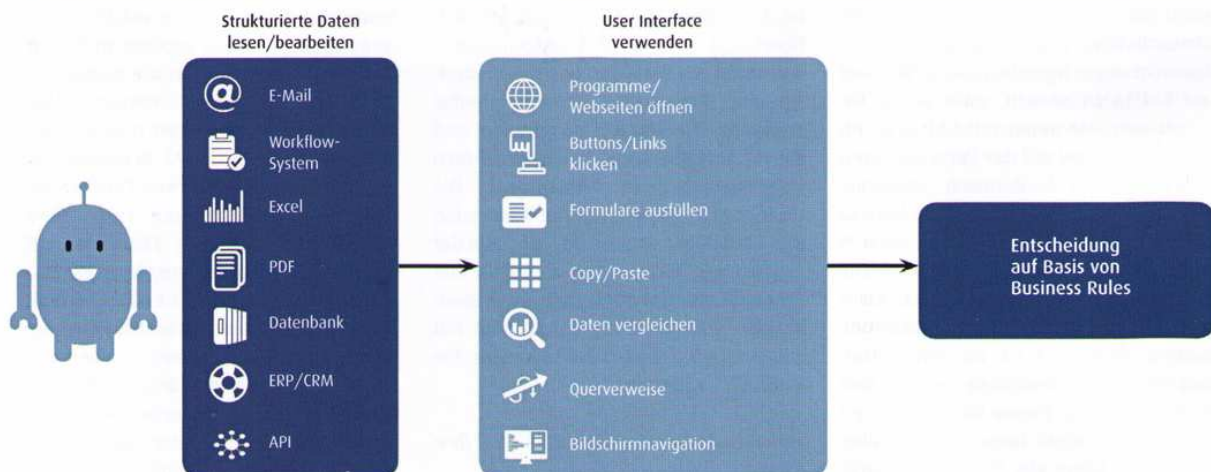 Strukturierte Daten
lesen/bearbeiten
E-Mail
Workflow-
System
Excel
PDF
Datenbank
ERP/CRM
API
User Interface
verwenden
Programme/
Webseiten öffnen
Buttons/Links
klicken
Formulare ausfüllen
Copy/Paste
Daten vergleichen
Querverweise
Bildschirmnavigation
Entscheidung
auf Basis von
Business Rules